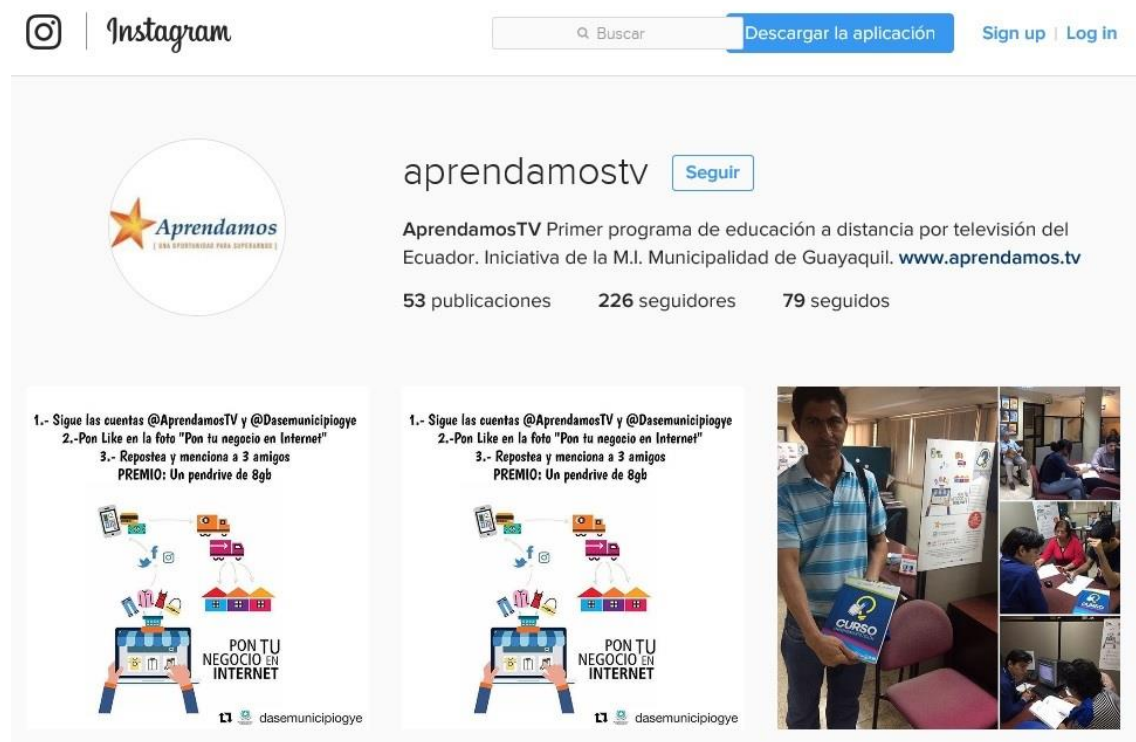 Instagram
Buscar
Descargar la aplicación
Sign up | Log in
Aprendamos
[ UNA OPORTUNIDAD PARA SUPERARNOS ]
aprendamostv
Seguir
AprendamosTV Primer programa de educación a distancia por televisión del
Ecuador. Iniciativa de la M.I. Municipalidad de Guayaquil. www.aprendamos.tv
53 publicaciones 226 seguidores 79 seguidos
1.- Sigue las cuentas @AprendamosTV y @Dasemunicipiogye
2.-Pon Like en la foto "Pon tu negocio en Internet"
3.- Repostea y menciona a 3 amigos
PREMIO: Un pendrive de 8gb
PON TU
NEGOCIO EN
INTERNET
dasemunicipiogye
1.- Sigue las cuentas @AprendamosTV y @Dasemunicipiogye
2.-Pon Like en la foto "Pon tu negocio en Internet"
3.- Repostea y menciona a 3 amigos
PREMIO: Un pendrive de 8gb
PON TU
NEGOCIO EN
INTERNET
dasemunicipiogye
CURSO
CURSO